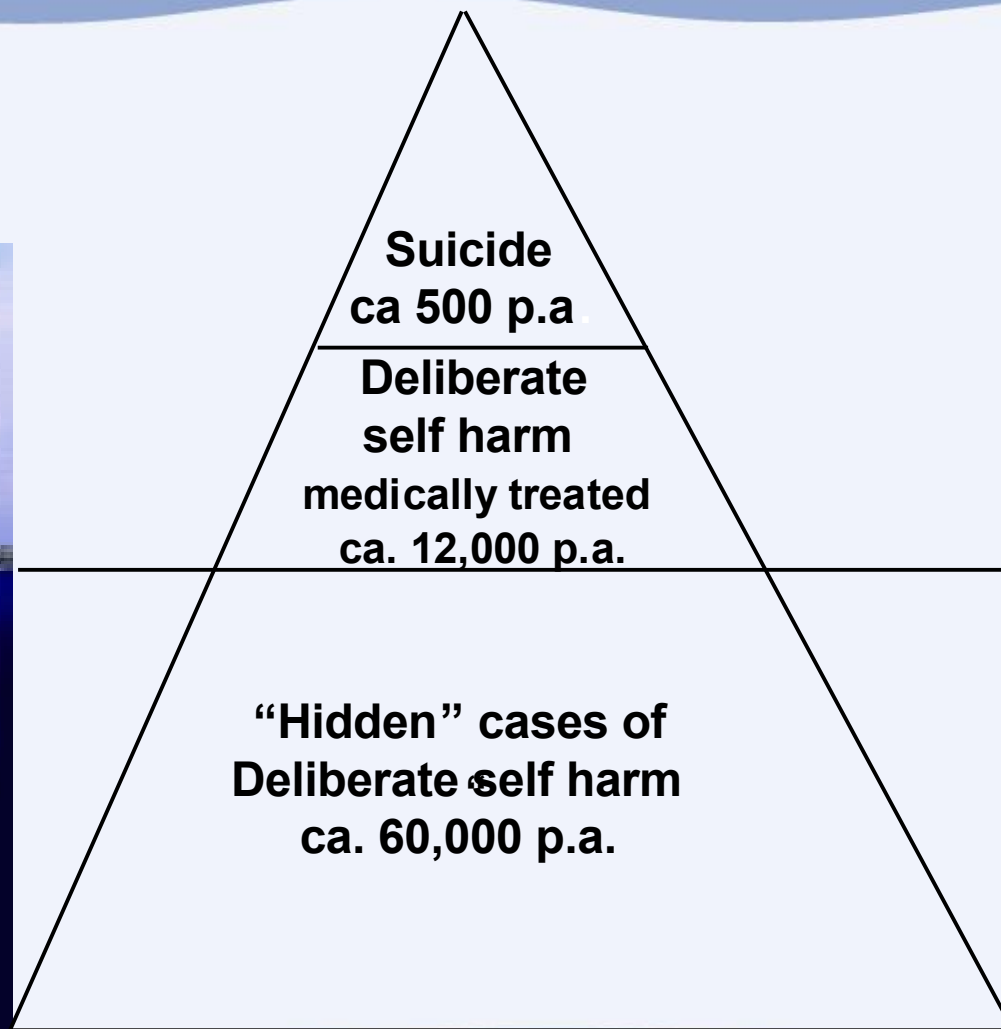 Suicide
ca 500 p.a.
Deliberate
self harm
medically treated
ca. 12,000 p.a.
“Hidden” cases of
Deliberate self harm
ca. 60,000 p.a.